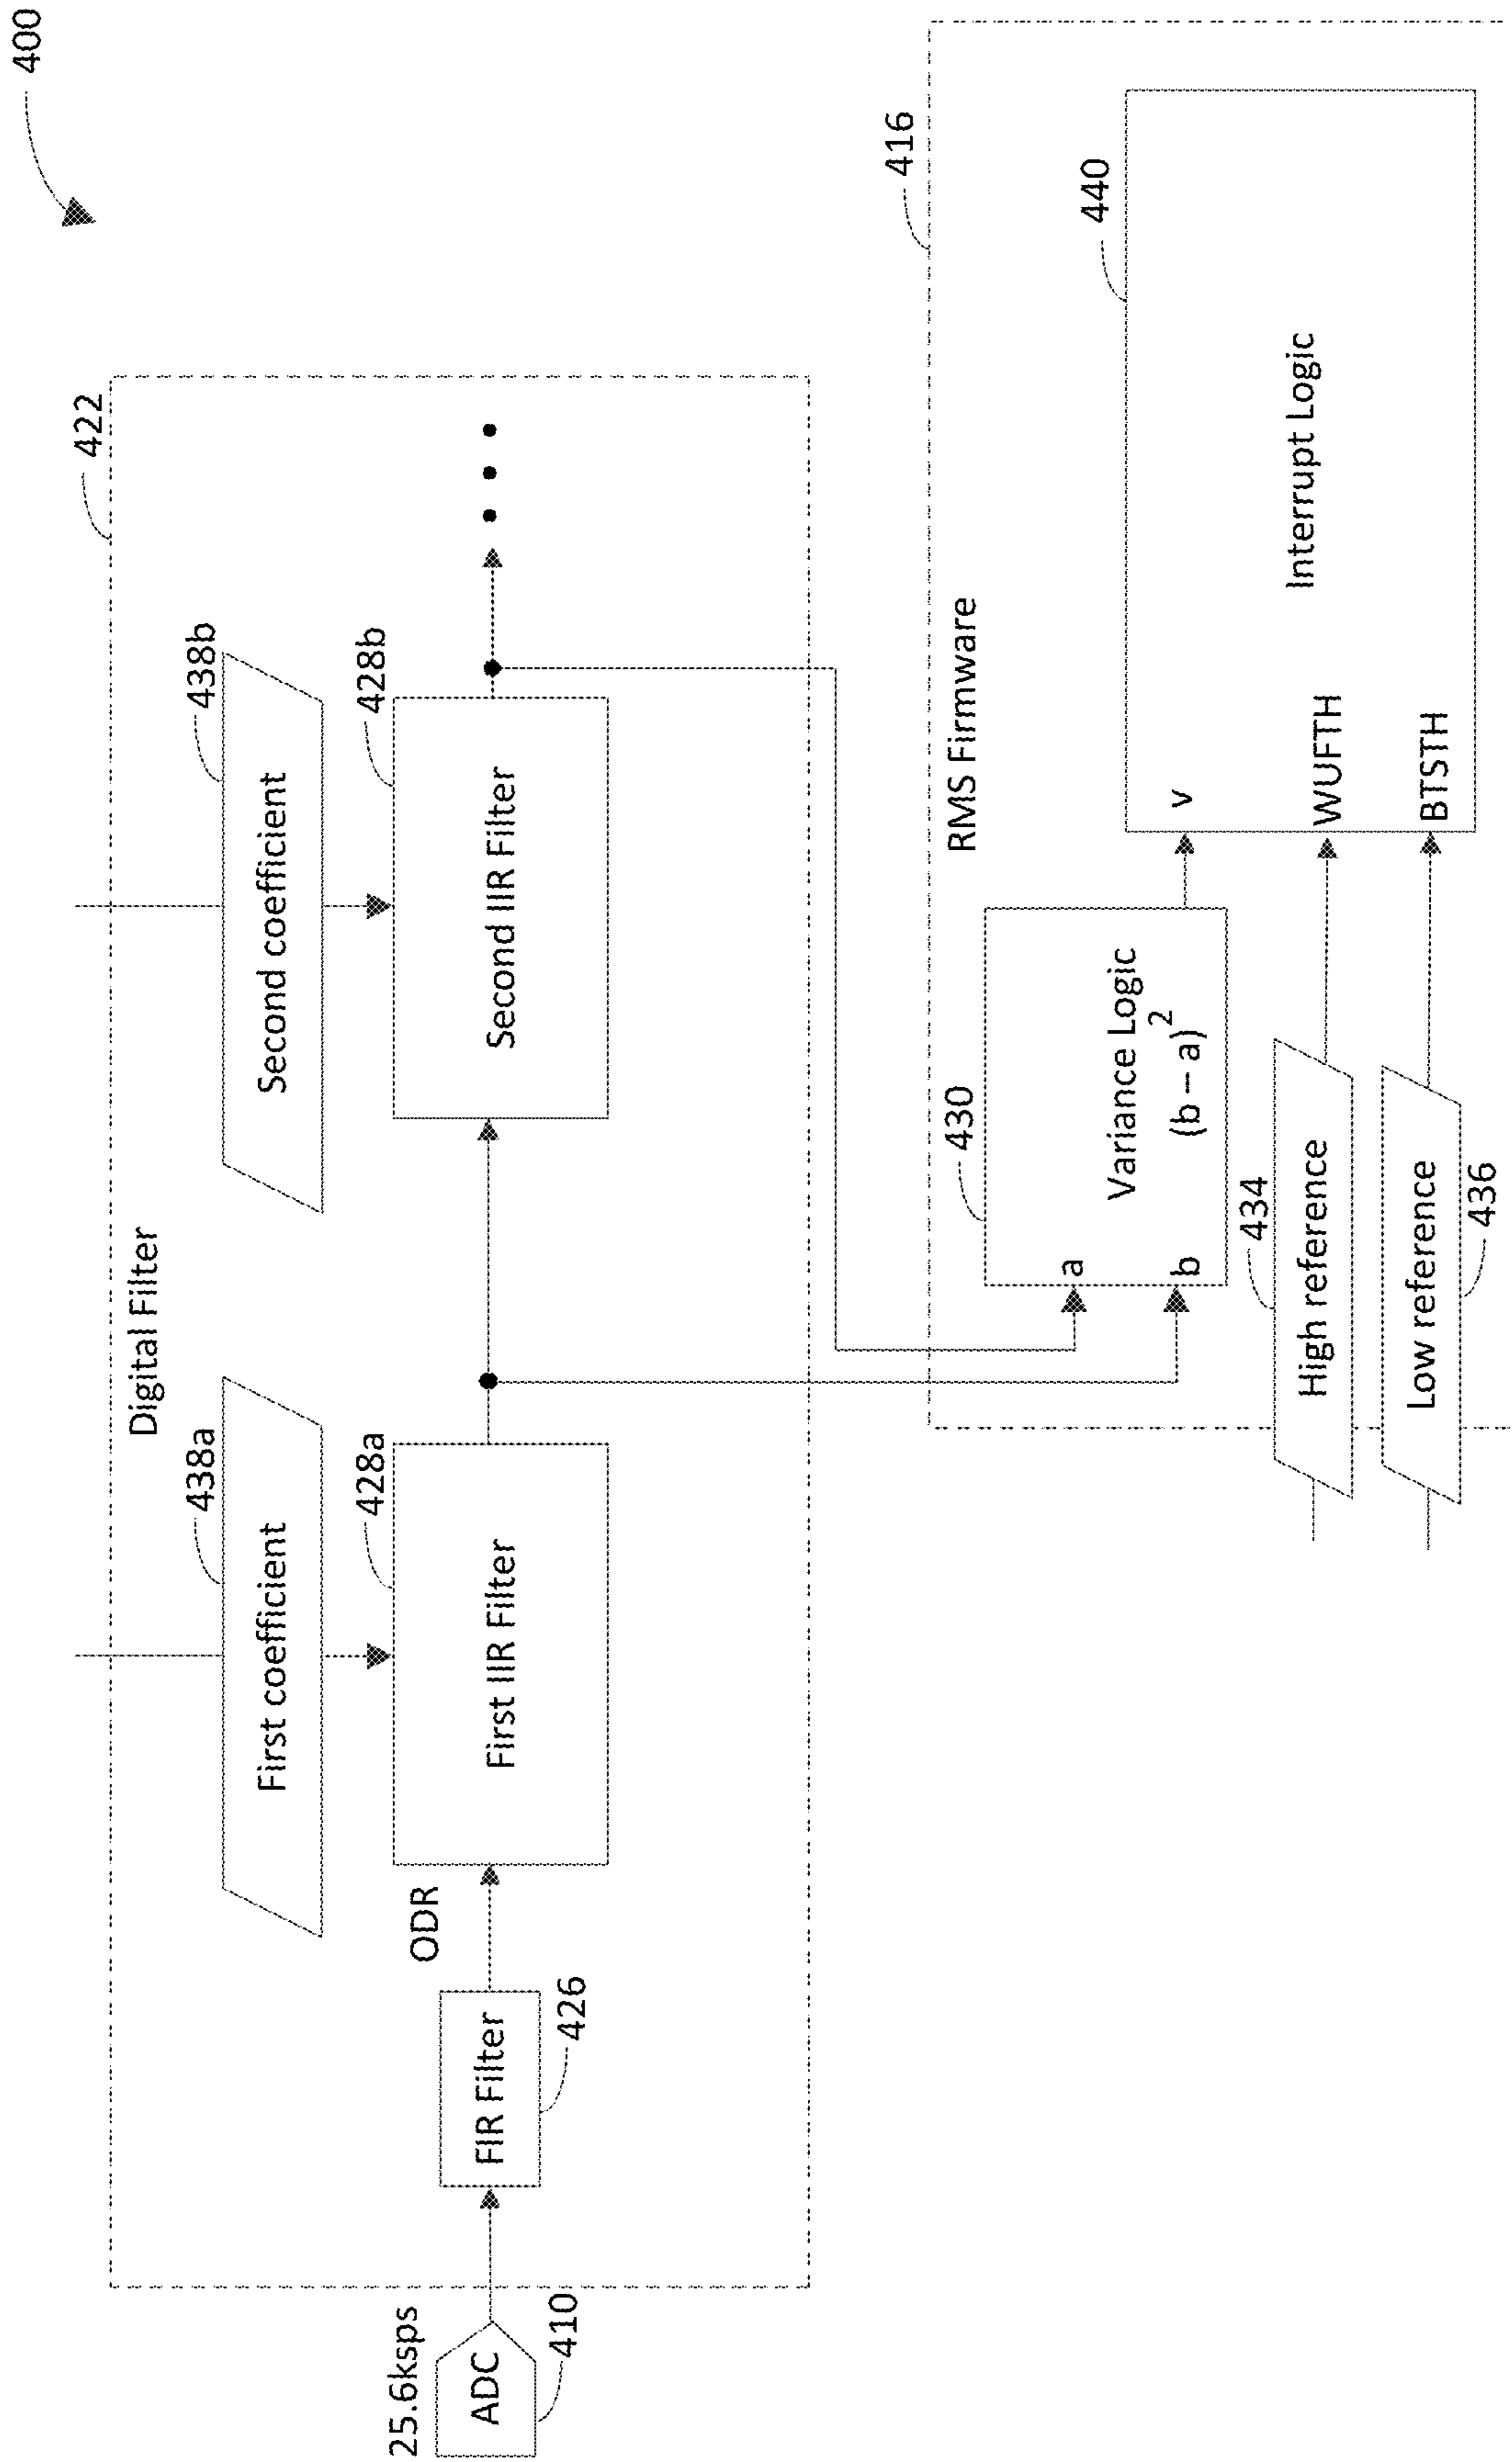 400
422
Digital Filter
438a
First coefficient
438b
Second coefficient
25.6ksps
ADC
410
FIR Filter
426
ODR
428a
First IIR Filter
428b
Second IIR Filter
416
RMS Firmware
430
a
b
Variance Logic
(b – a)²
434
High reference
Low reference
436
440
v
WUFTH
BTSTH
Interrupt Logic